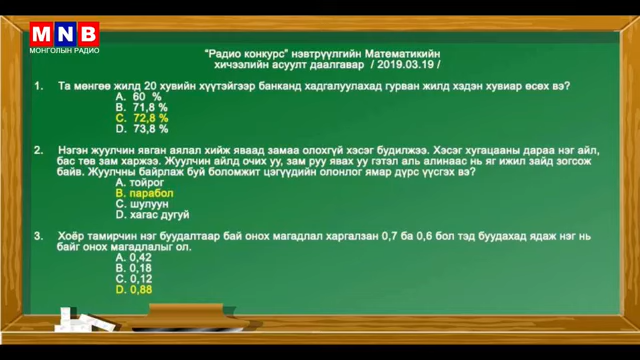 MNB
МОНГОЛЫН РАДИО
"Радио конкурс" нэвтрүүлгийн Математикийн
хичээлийн асуулт даалгавар / 2019.03.19 /
1. Та мөнгөө жилд 20 хувийн хүүтэйгээр банканд хадгалуулахад гурван жилд хэдэн хувиар өсөх вэ?
A. 60 %
B. 71,8 %
C. 72,8 %
D. 73,8 %
2. Нэгэн жуулчин явган аялал хийж яваад замаа олохгүй хэсэг будилжээ. Хэсэг хугацааны дараа нэг айл,
бас төв зам харжээ. Жуулчин айлд очих уу, зам руу явах уу гэтэл аль алинаас нь яг ижил зайд зогсож
байв. Жуулчны байрлаж буй боломжит цэгүүдийн олонлог ямар дүрс үүсгэх вэ?
A. тойрог
B. парабол
C. шулуун
D. хагас дугуй
3. Хоёр тамирчин нэг буудалтаар бай онох магадлал харгалзан 0,7 ба 0,6 бол тэд буудахад ядаж нэг нь
байг онох магадлалыг ол.
A. 0,42
B. 0,18
C. 0,12
D. 0,88